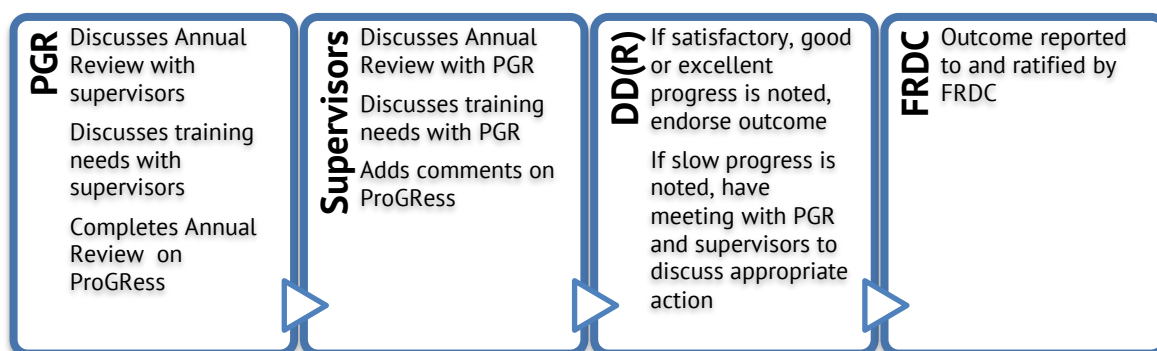 PGR
Discusses Annual
Review with
supervisors
Discusses training
needs with
supervisors
Completes Annual
Review on
ProGRess
Supervisors
Discusses Annual
Review with PGR
Discusses training
needs with PGR
Adds comments on
ProGRess
DD(R)
If satisfactory, good
or excellent
progress is noted,
endorse outcome
If slow progress is
noted, have
meeting with PGR
and supervisors to
discuss appropriate
action
FRDC
Outcome reported
to and ratified by
FRDC